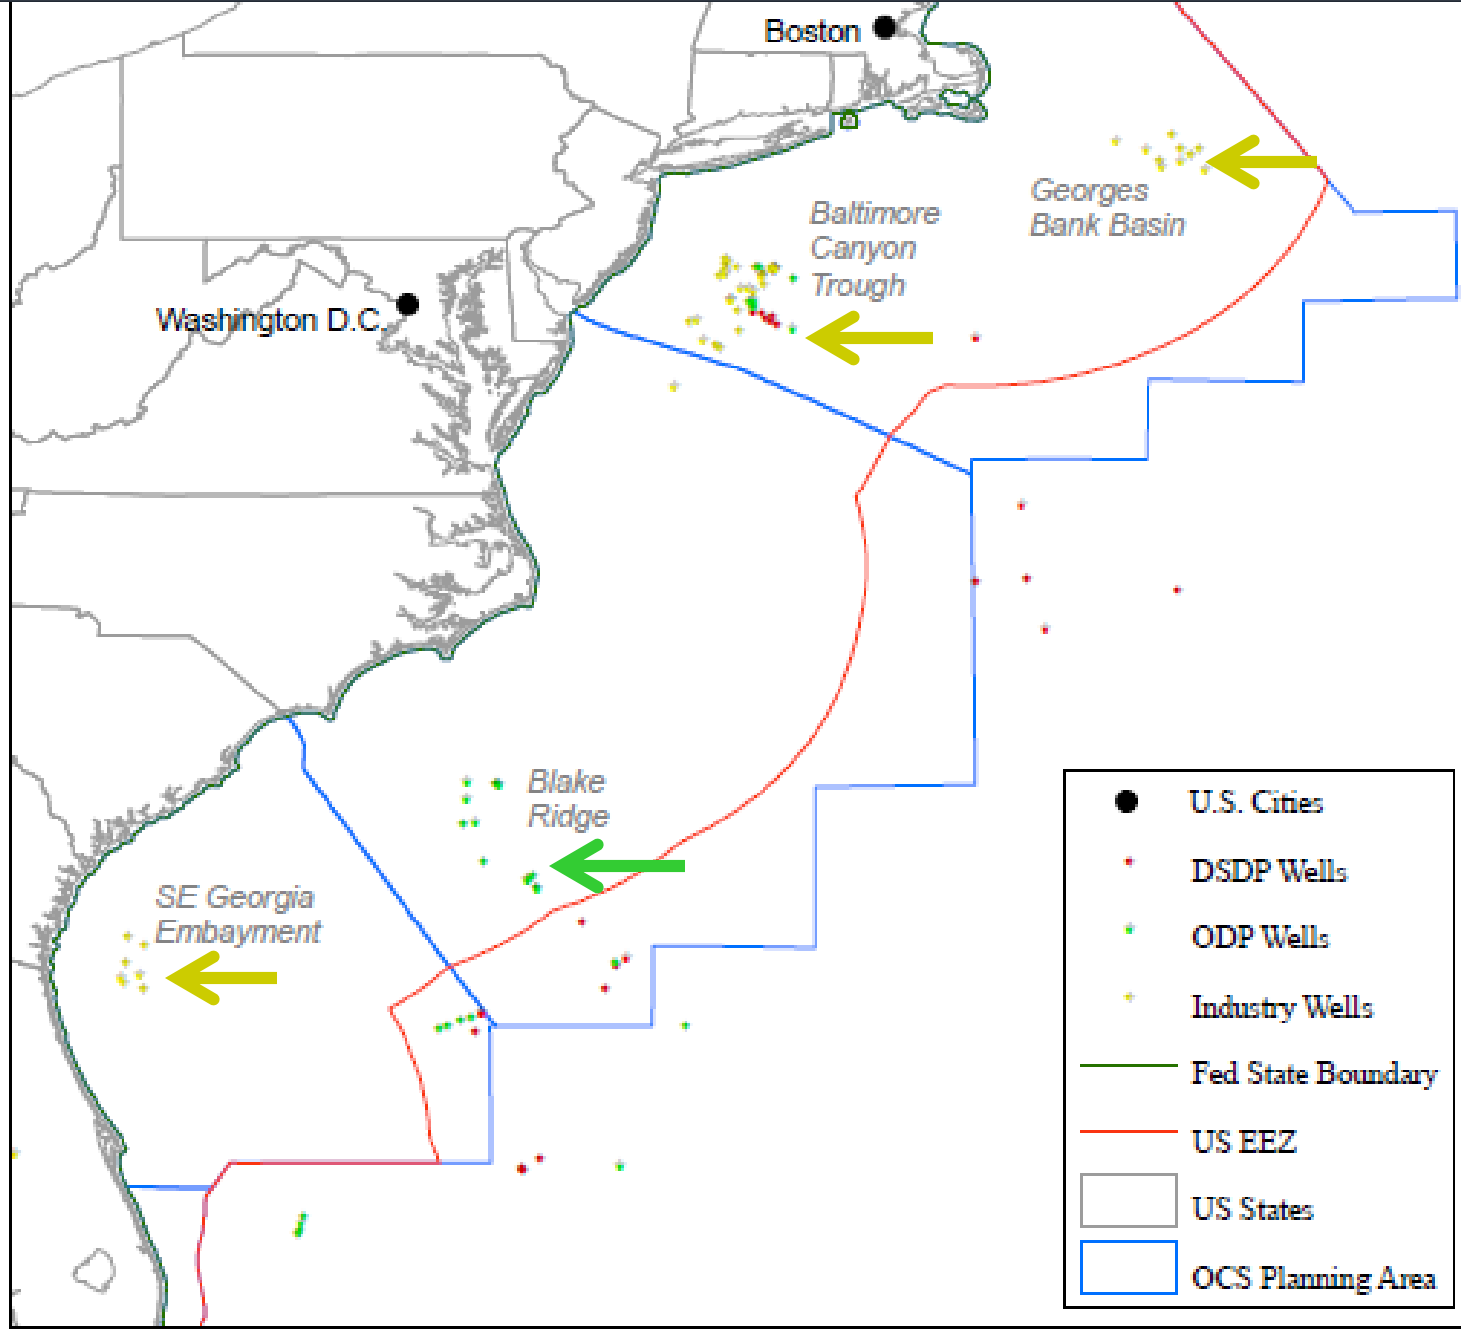 Boston
Georges
Bank Basin
Baltimore
Canyon
Trough
Washington D.C.
Blake
Ridge
SE Georgia
Embayment
U.S. Cities
DSDP Wells
ODP Wells
Industry Wells
Fed State Boundary
US EEZ
US States
OCS Planning Area